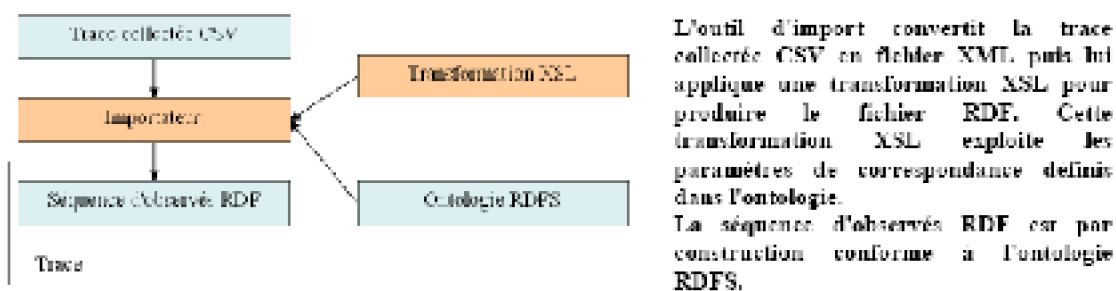 Trace collectée CSV
Transformation XSL
Importateur
Séquence d'observés RDF
Ontologie RDFS
Trace
L'outil d'import convertit la trace
collectée CSV en fichier XML puis lui
applique une transformation XSL pour
produire le fichier RDF. Cette
transformation XSL exploite les
paramètres de correspondance définis
dans l'ontologie.
La séquence d'observés RDF est par
construction conforme à l'ontologie
RDFS.